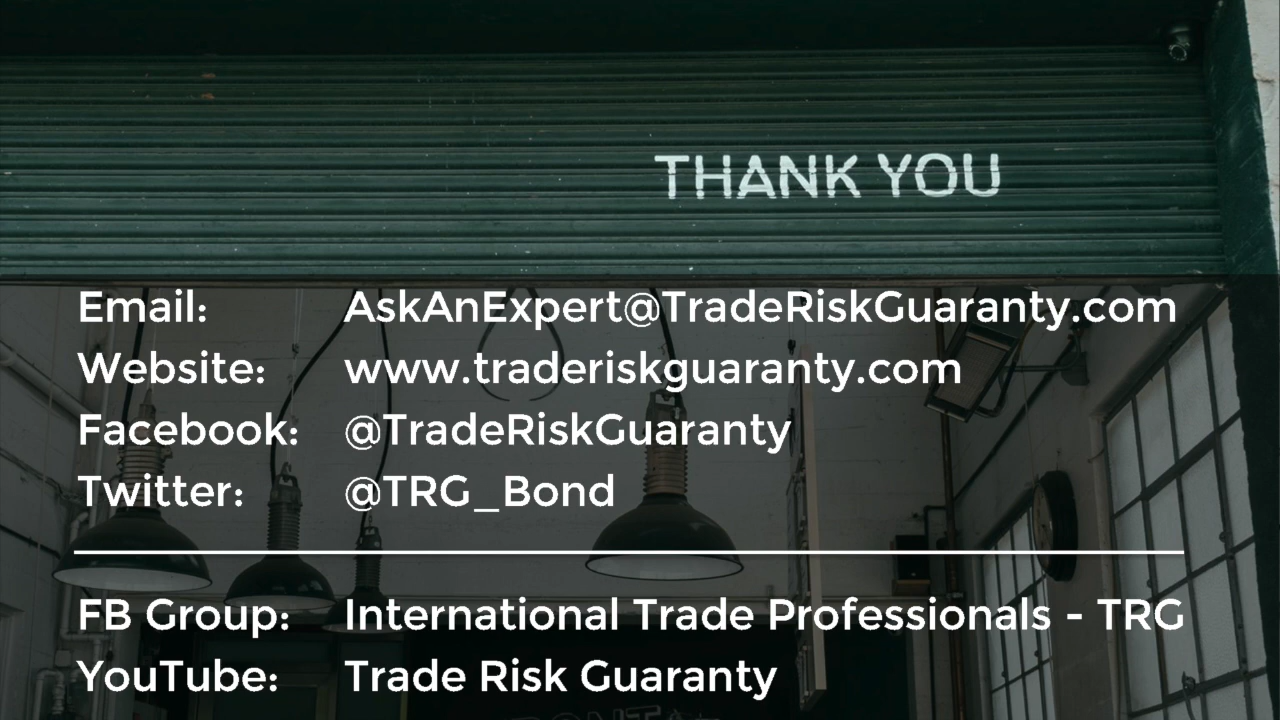 THANK YOU
Email: AskAnExpert@TradeRiskGuaranty.com
Website: www.traderiskguaranty.com
Facebook: @TradeRiskGuaranty
Twitter: @TRG_Bond
FB Group: International Trade Professionals - TRG
YouTube: Trade Risk Guaranty